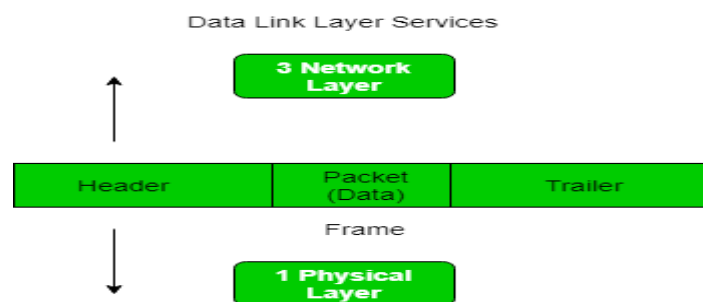 Data Link Layer Services
3 Network
Layer
Header
Packet
(Data)
Trailer
Frame
1 Physical
Layer